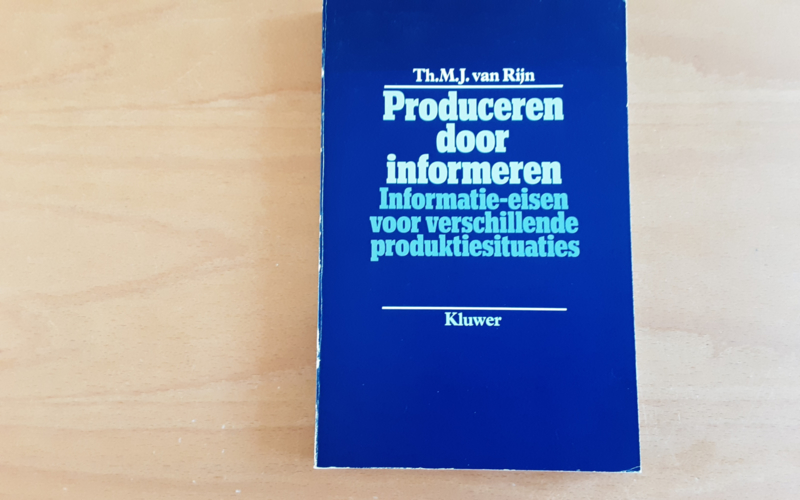 Th.M.J. van Rijn
Produceren
door
informeren
Informatie-eisen
voor verschillende
produktiesituaties
Kluwer